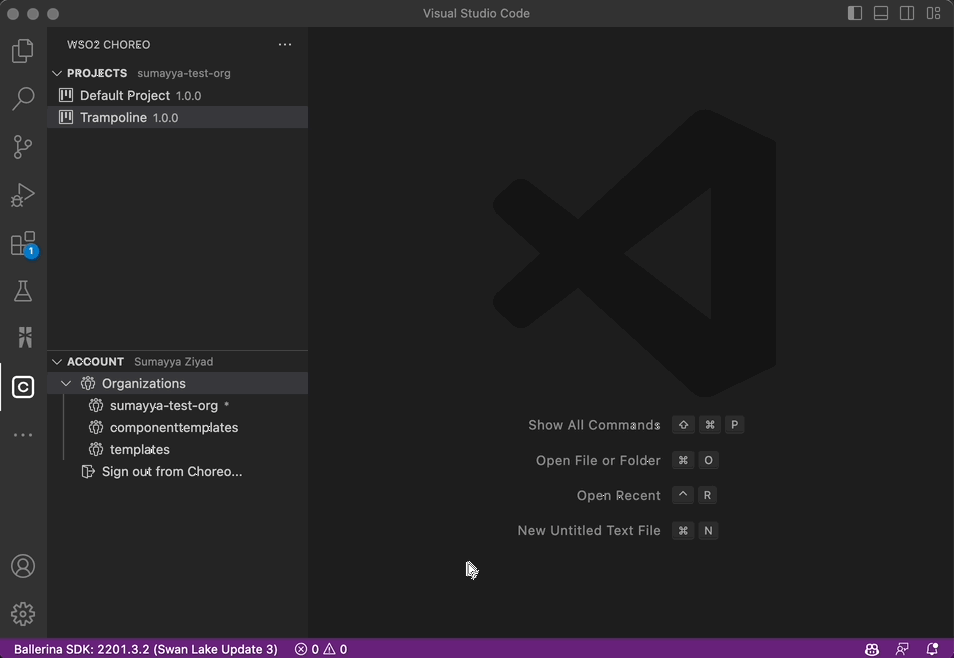 Visual Studio Code
WSO2 CHOREO
PROJECTS sumayya-test-org
Default Project 1.0.0
Trampoline 1.0.0
1
ACCOUNT Sumayya Ziyad
Organizations
sumayya-test-org *
componenttemplates
templates
Sign out from Choreo...
Show All Commands ⇧ ⌘ P
Open File or Folder ⌘ O
Open Recent ^ R
New Untitled Text File ⌘ N
Ballerina SDK: 2201.3.2 (Swan Lake Update 3) 0 0